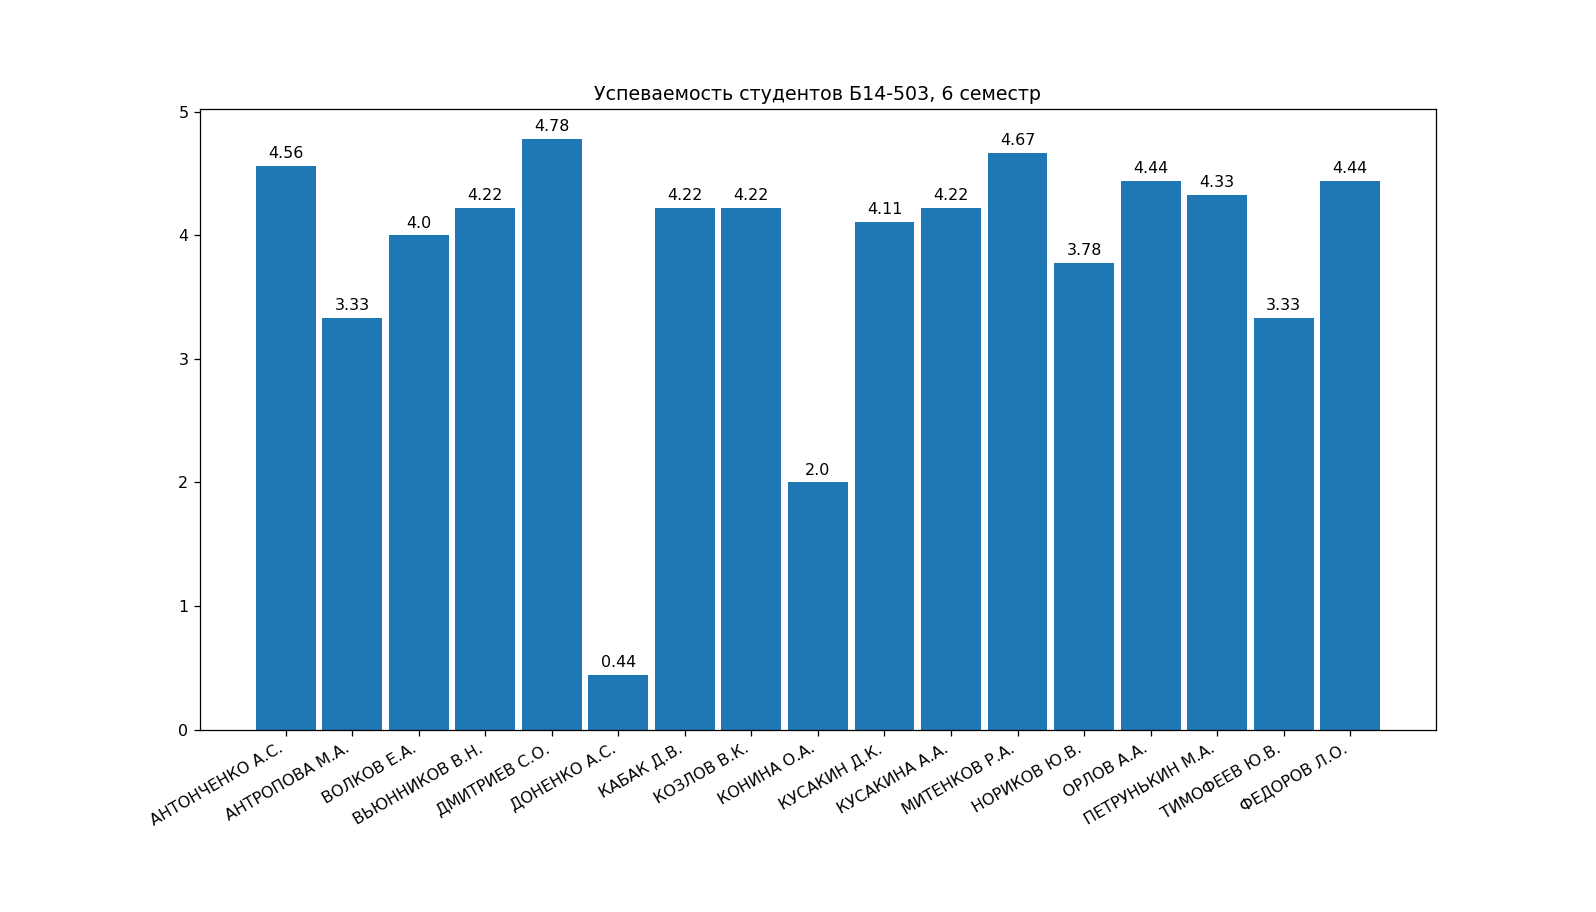 Успеваемость студентов Б14-503, 6 семестр
5
4
3
2
1
0
4.56
3.33
4.0
4.22
4.78
0.44
4.22
4.22
2.0
4.11
4.22
4.67
3.78
4.44
4.33
3.33
4.44
АНТОНЧЕНКО А.С.
АНТРОПОВА М.А.
ВОЛКОВ Е.А.
ВЬЮННИКОВ В.Н.
ДМИТРИЕВ С.О.
ДОНЕНКО А.С.
КАБАК Д.В.
КОЗЛОВ В.К.
КОНИНА О.А.
КУСАКИН Д.К.
КУСАКИНА А.А.
МИТЕНКОВ Р.А.
НОРИКОВ Ю.В.
ОРЛОВ А.А.
ПЕТРУНЬКИН М.А.
ТИМОФЕЕВ Ю.В.
ФЕДОРОВ Л.О.